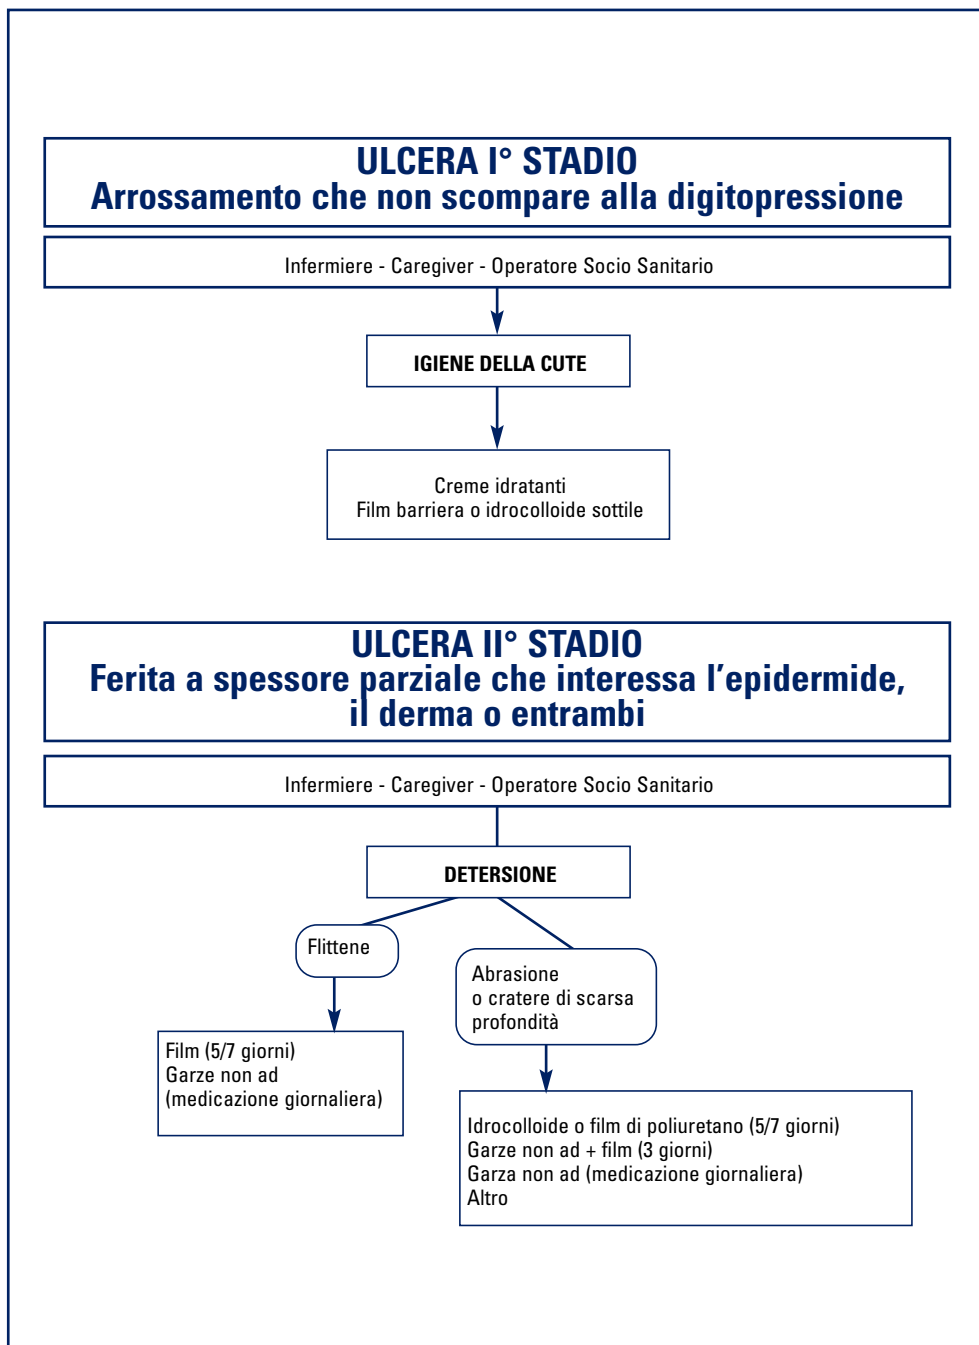 ULCERA I° STADIO
Arrossamento che non scompare alla digitopressione
Infermiere - Caregiver - Operatore Socio Sanitario
IGIENE DELLA CUTE
Creme idratanti
Film barriera o idrocolloide sottile
ULCERA II° STADIO
Ferita a spessore parziale che interessa l'epidermide,
il derma o entrambi
Infermiere - Caregiver - Operatore Socio Sanitario
DETERSIONE
Flittene
Film (5/7 giorni)
Garze non ad
(medicazione giornaliera)
Abrasione
o cratere di scarsa
profondità
Idrocolloide o film di poliuretano (5/7 giorni)
Garze non ad + film (3 giorni)
Garza non ad (medicazione giornaliera)
Altro